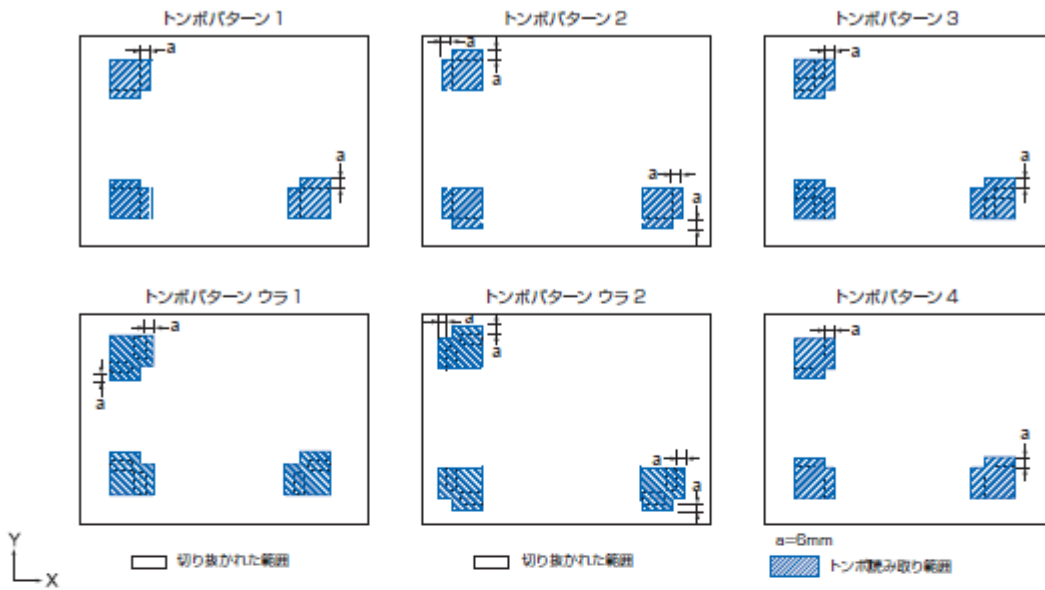 トンボパターン 1
トンボパターン 2
トンボパターン 3
a
a
a
a
a
a
a
a
a
トンボパターン ウラ 1
トンボパターン ウラ 2
トンボパターン 4
a
a
a
a
a
a
a
a
a
Y
X
切り抜かれた範囲
切り抜かれた範囲
a=6mm
トンボ読み取り範囲